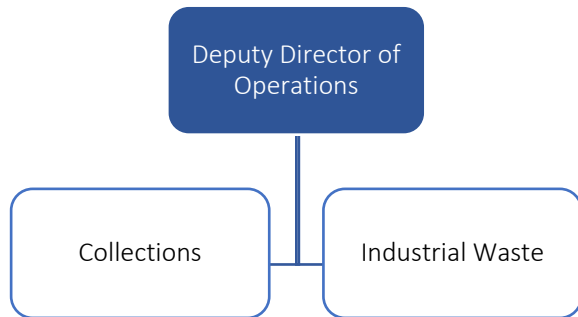 Deputy Director of
Operations
Collections
Industrial Waste